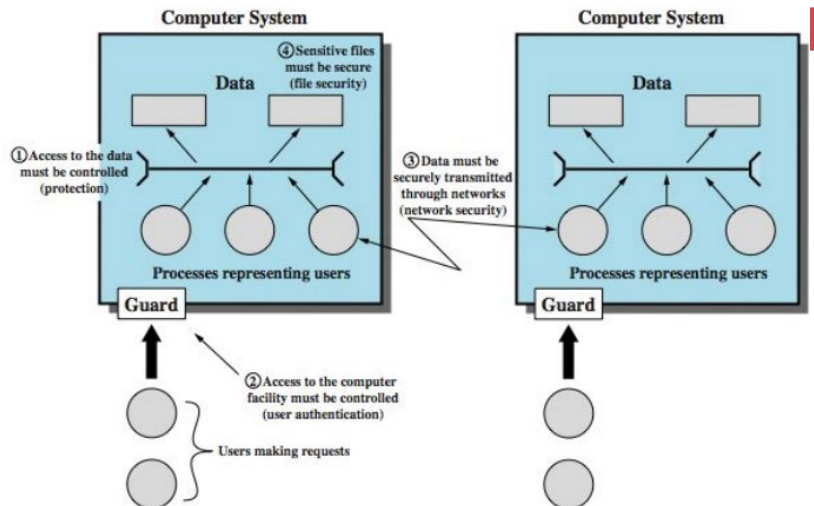 Computer System
④Sensitive files
must be secure
(file security)
Data
①Access to the data
must be controlled
(protection)
Processes representing users
Guard
②Access to the computer
facility must be controlled
(user authentication)
Users making requests
③Data must be
securely transmitted
through networks
(network security)
Computer System
Data
Processes representing users
Guard